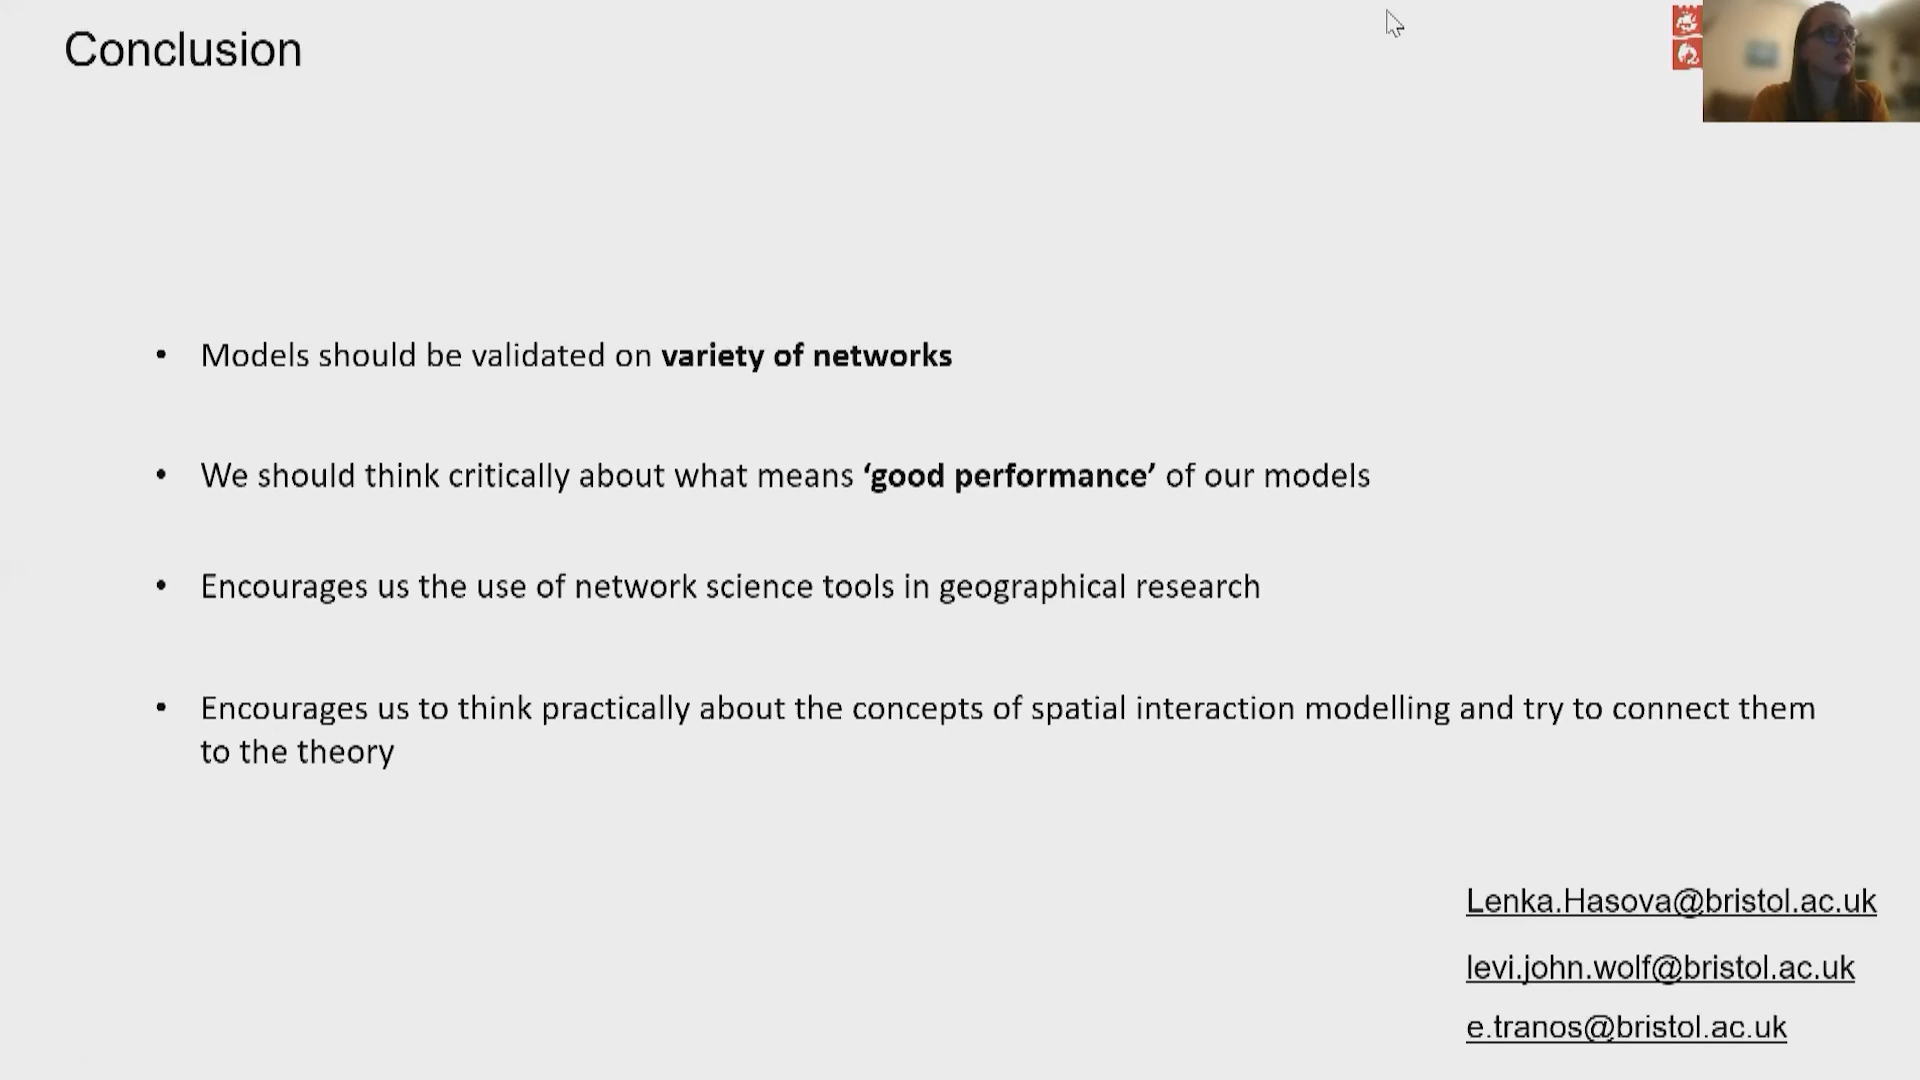 Conclusion
• Models should be validated on variety of networks
• We should think critically about what means ‘good performance’ of our models
• Encourages us the use of network science tools in geographical research
• Encourages us to think practically about the concepts of spatial interaction modelling and try to connect them
to the theory
Lenka.Hasova@bristol.ac.uk
levi.john.wolf@bristol.ac.uk
e.tranos@bristol.ac.uk